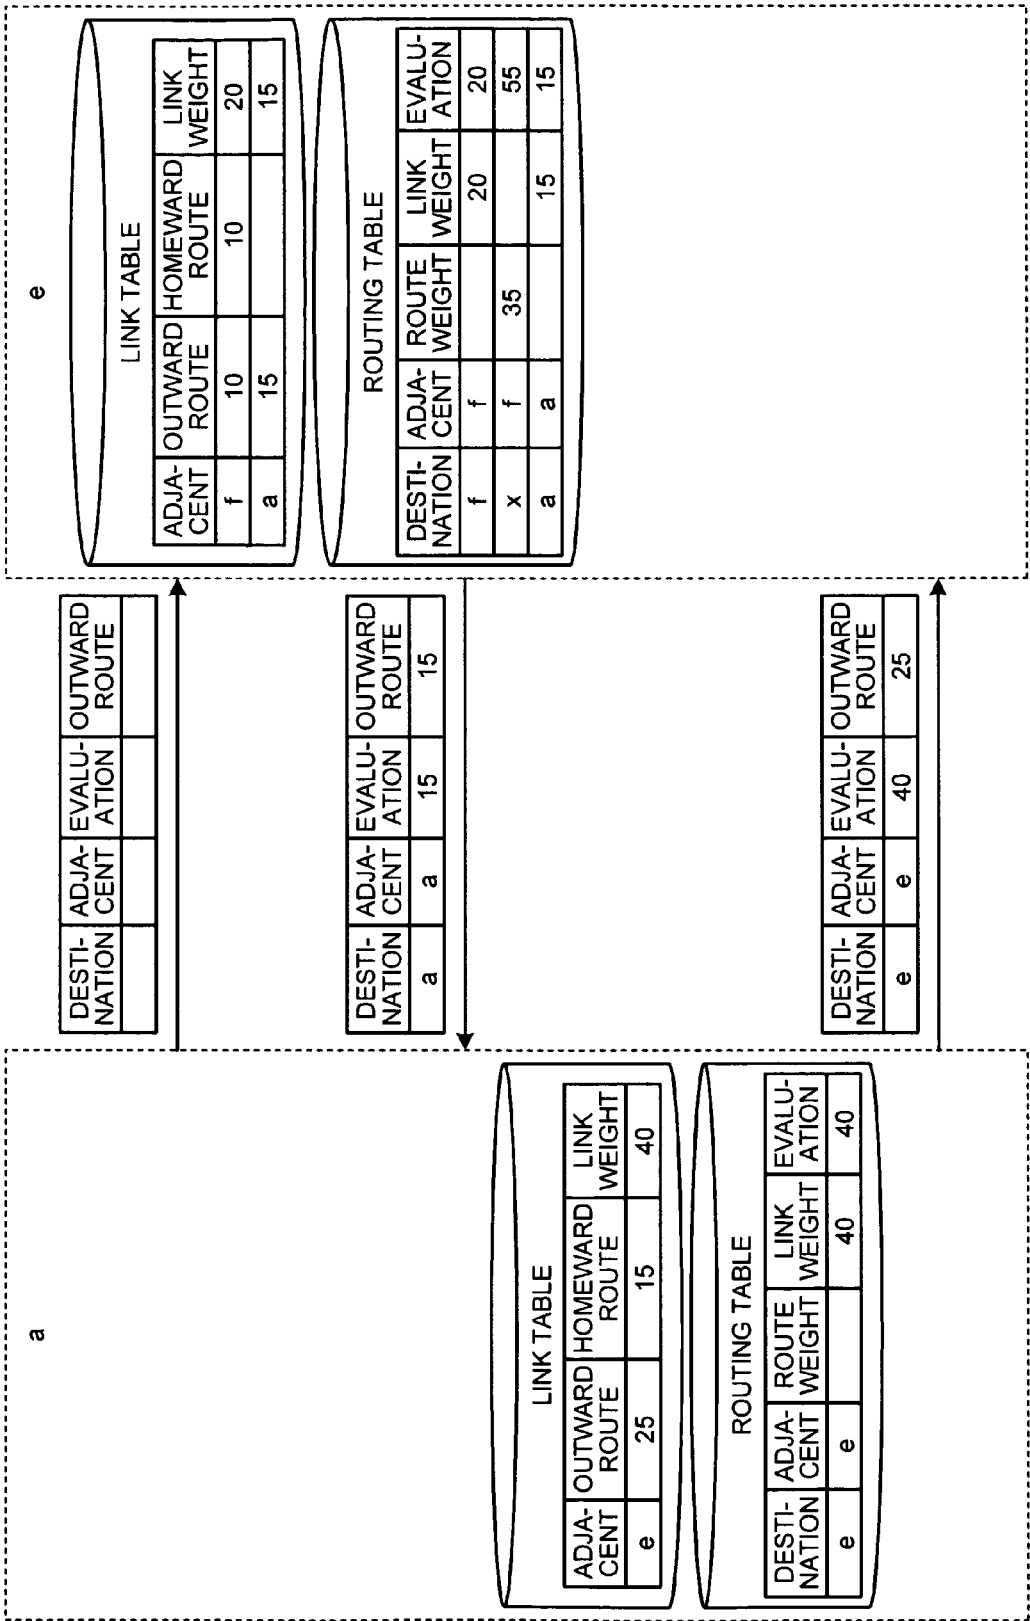 a
e
DESTI-
NATION
ADJA-
CENT
EVALU-
ATION
OUTWARD
ROUTE
LINK TABLE
ADJA-
CENT
OUTWARD
ROUTE
HOMEWARD
ROUTE
LINK
WEIGHT
f 10 10 20
a 15 15
ROUTING TABLE
DESTI-
NATION
ADJA-
CENT
ROUTE
WEIGHT
LINK
WEIGHT
EVALU-
ATION
f f 20 20
x f 35 55
a a 15 15
DESTI-
NATION
ADJA-
CENT
EVALU-
ATION
OUTWARD
ROUTE
a a 15 15
LINK TABLE
ADJA-
CENT
OUTWARD
ROUTE
HOMEWARD
ROUTE
LINK
WEIGHT
e 25 15 40
ROUTING TABLE
DESTI-
NATION
ADJA-
CENT
ROUTE
WEIGHT
LINK
WEIGHT
EVALU-
ATION
e e 40 40
DESTI-
NATION
ADJA-
CENT
EVALU-
ATION
OUTWARD
ROUTE
e e 40 25